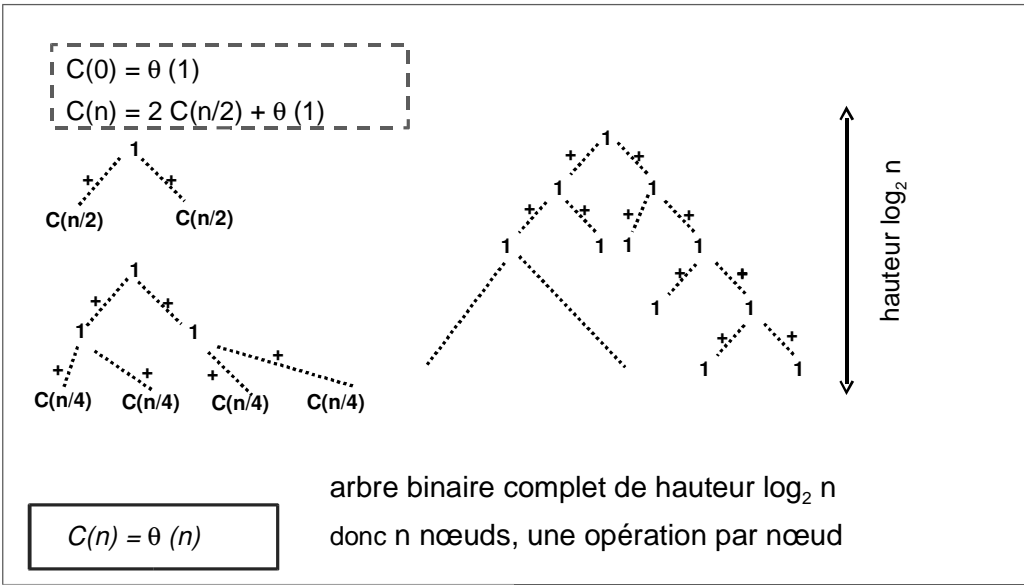 C(0) = θ (1)
C(n) = 2 C(n/2) + θ (1)
1
+ +
C(n/2) C(n/2)
1
+ +
1 1
+ + + +
C(n/4) C(n/4) C(n/4) C(n/4)
1
+ +
1 1
+ + + +
1 1 1 1
+ +
1 1
+ +
1 1
hauteur log₂ n
arbre binaire complet de hauteur log₂ n
donc n nœuds, une opération par nœud
C(n) = θ (n)